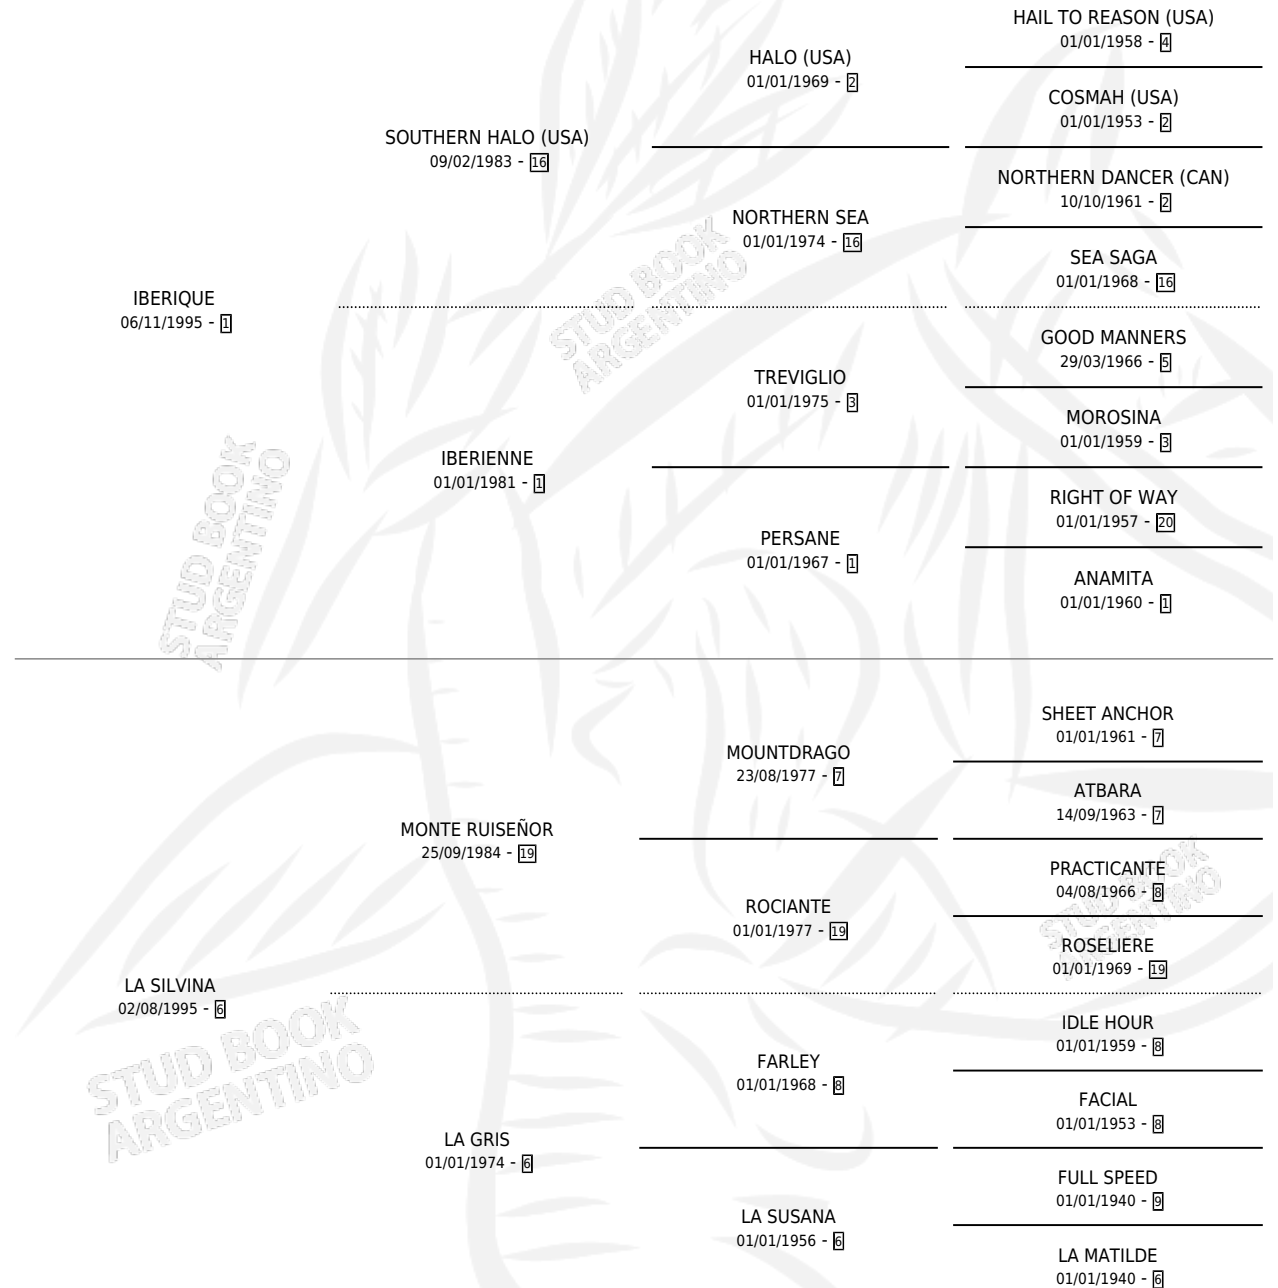 HAIL TO REASON (USA)
01/01/1958 - 4
HALO (USA)
01/01/1969 - 2
COSMAH (USA)
01/01/1953 - 2
SOUTHERN HALO (USA)
09/02/1983 - 16
NORTHERN DANCER (CAN)
10/10/1961 - 2
NORTHERN SEA
01/01/1974 - 16
SEA SAGA
01/01/1968 - 16
STUD BOOK
ARGENTINO
IBERIQUE
06/11/1995 - 1
GOOD MANNERS
29/03/1966 - 5
TREVIGLIO
01/01/1975 - 3
MOROSINA
01/01/1959 - 3
IBERIENNE
01/01/1981 - 1
RIGHT OF WAY
01/01/1957 - 20
PERSANE
01/01/1967 - 1
ANAMITA
01/01/1960 - 1
STUD BOOK
ARGENTINO
SHEET ANCHOR
01/01/1961 - 7
MOUNTDRAGO
23/08/1977 - 7
ATBARA
14/09/1963 - 7
MONTE RUISEÑOR
25/09/1984 - 19
PRACTICANTE
04/08/1966 - 8
ROCIANTE
01/01/1977 - 19
ROSELIERE
01/01/1969 - 19
STUD BOOK
ARGENTINO
LA SILVINA
02/08/1995 - 6
IDLE HOUR
01/01/1959 - 8
FARLEY
01/01/1968 - 8
FACIAL
01/01/1953 - 8
STUD BOOK
ARGENTINO
LA GRIS
01/01/1974 - 6
FULL SPEED
01/01/1940 - 9
LA SUSANA
01/01/1956 - 6
LA MATILDE
01/01/1940 - 6